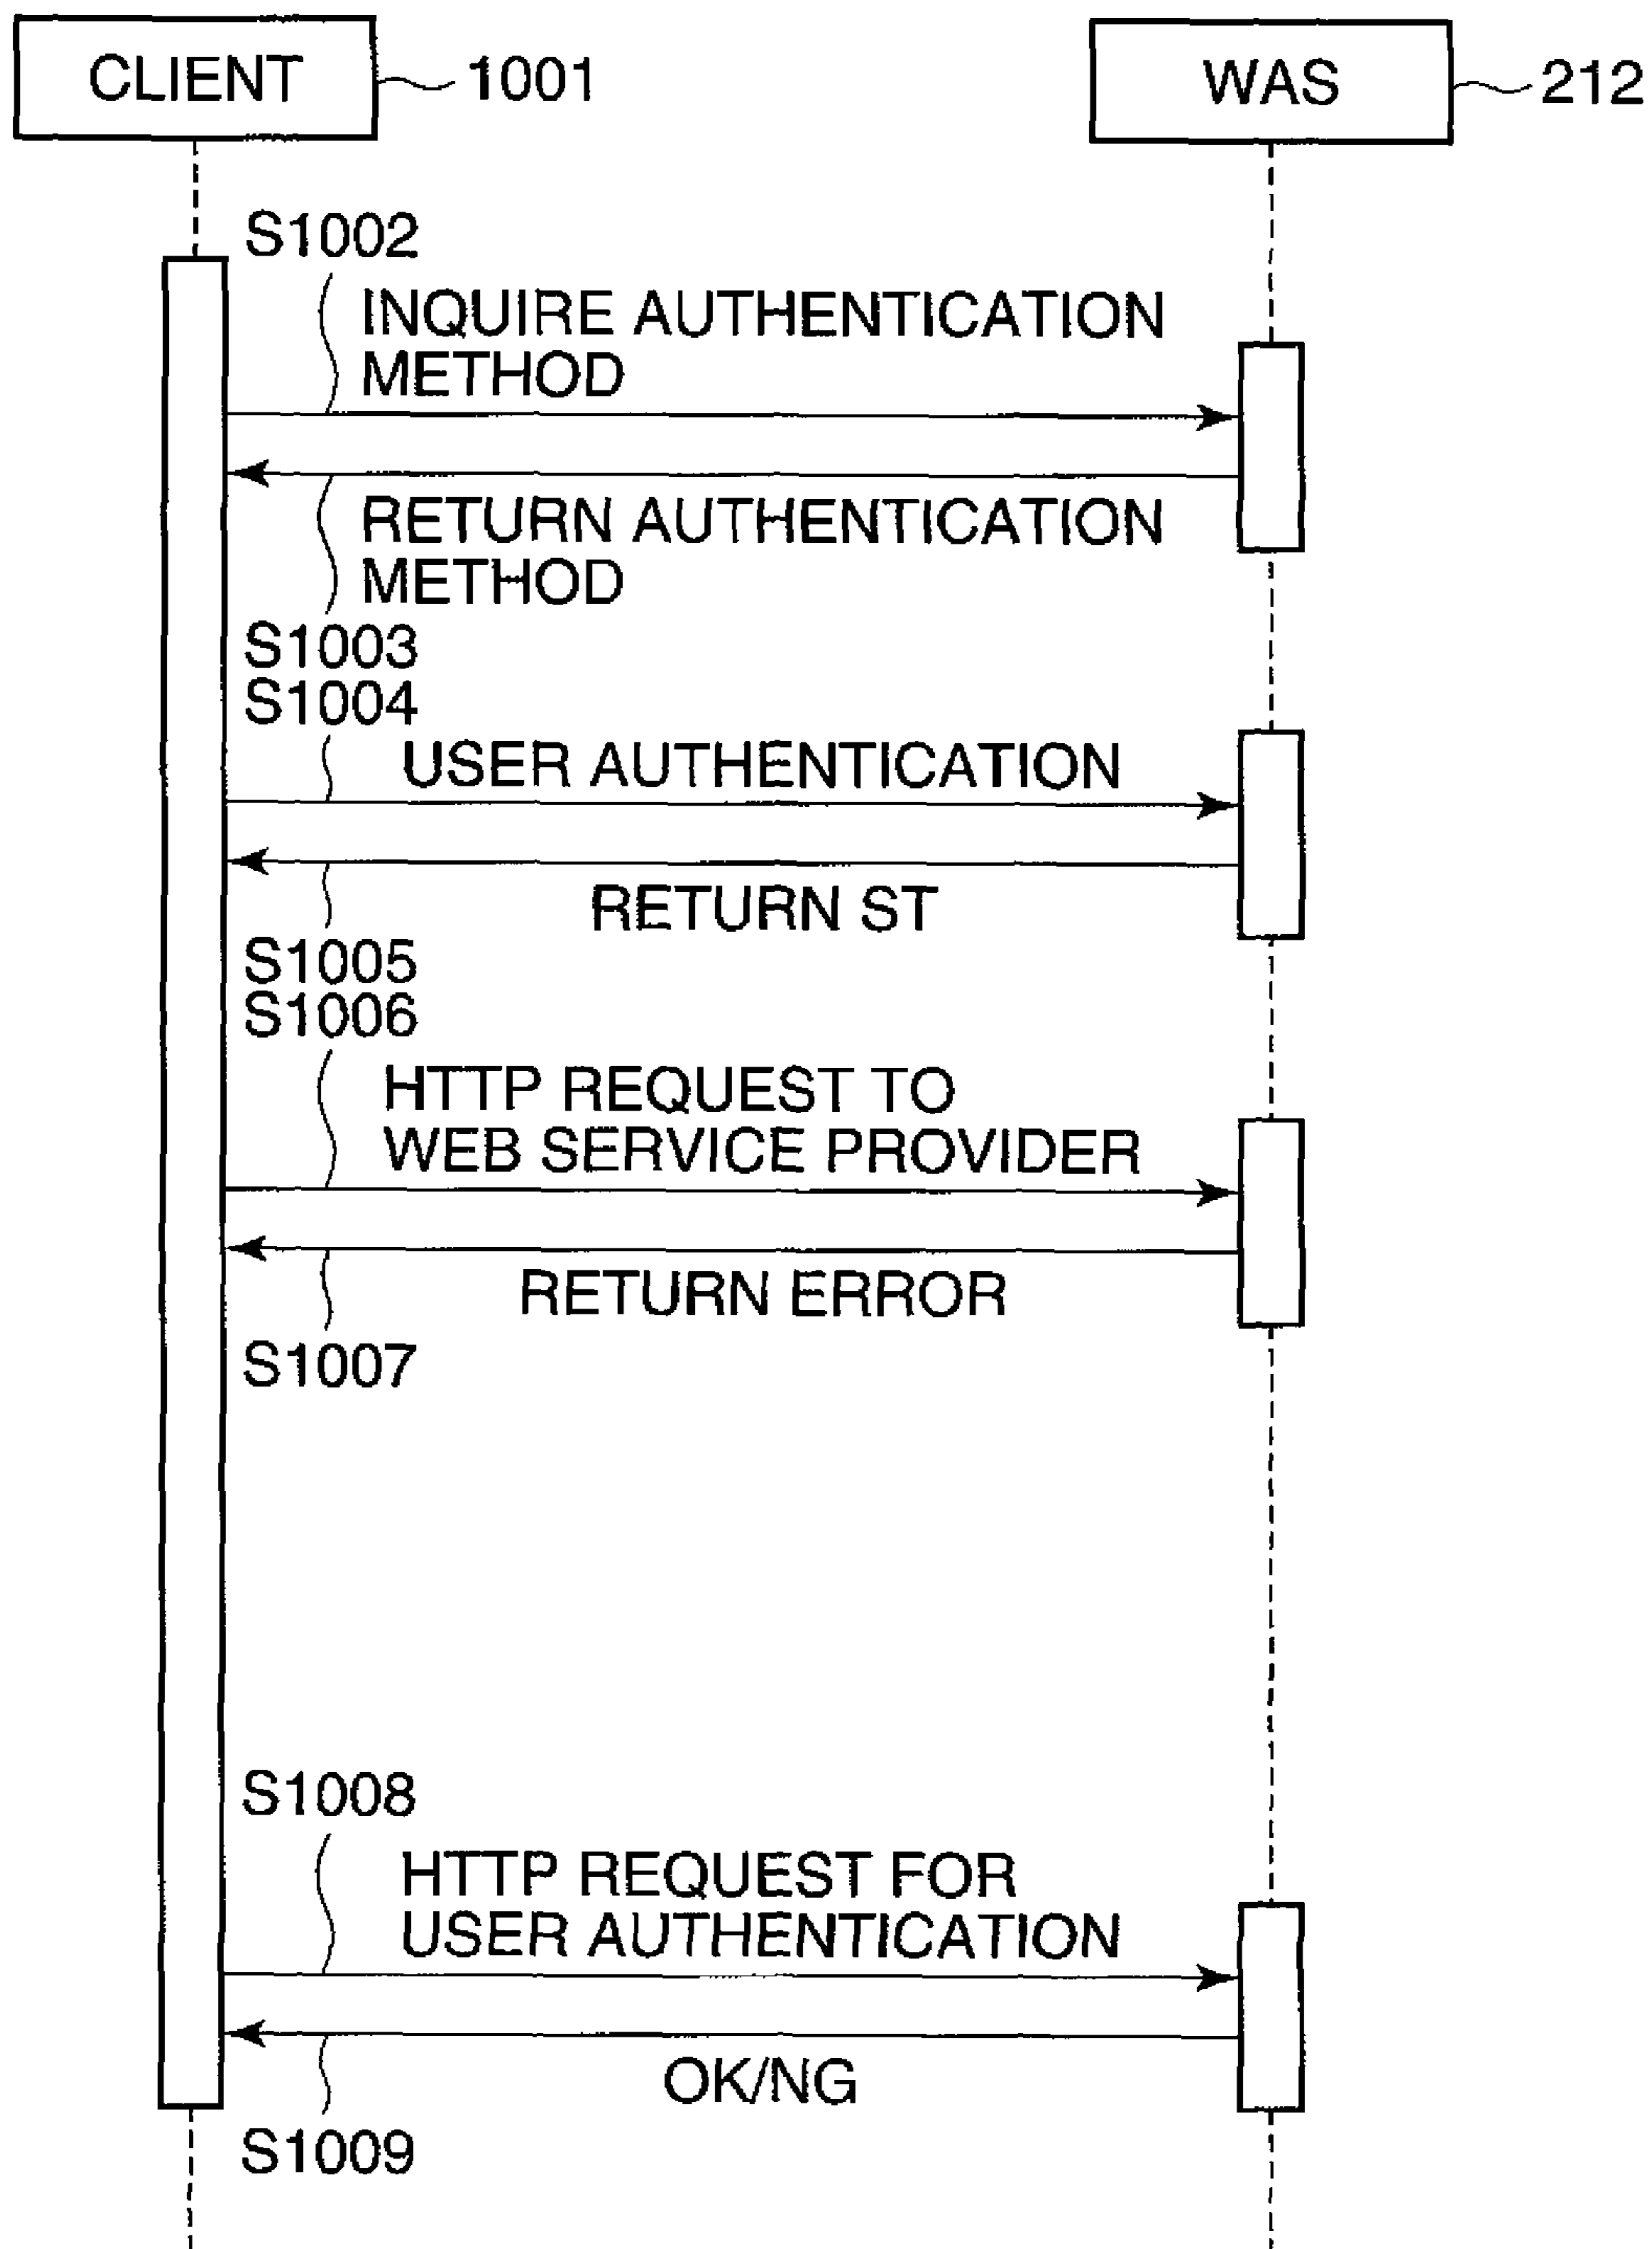 CLIENT
1001
WAS
212
S1002
INQUIRE AUTHENTICATION
METHOD
RETURN AUTHENTICATION
METHOD
S1003
S1004
USER AUTHENTICATION
RETURN ST
S1005
S1006
HTTP REQUEST TO
WEB SERVICE PROVIDER
RETURN ERROR
S1007
S1008
HTTP REQUEST FOR
USER AUTHENTICATION
OK/NG
S1009